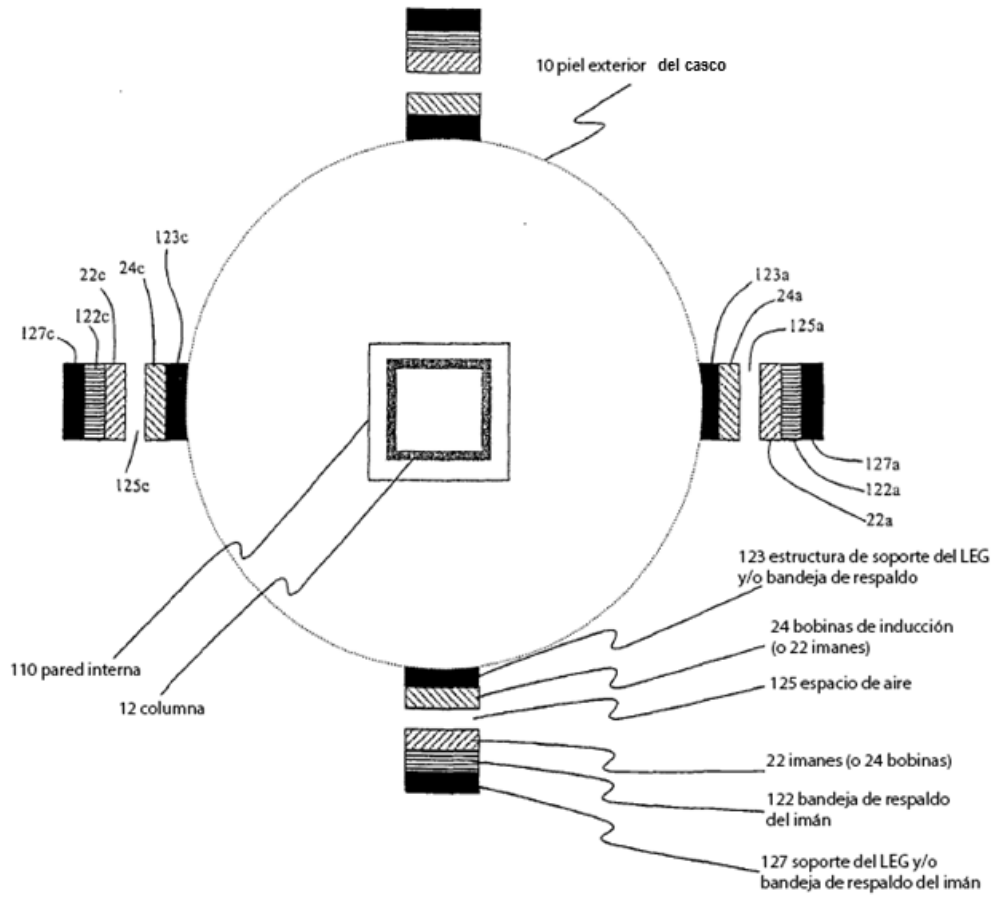 10 piel exterior del casco
123c
22c
24c
122c
127c
125c
123a
24a
125a
127a
122a
22a
123 estructura de soporte del LEG
y/o bandeja de respaldo
24 bobinas de inducción
(o 22 imanes)
110 pared interna
125 espacio de aire
12 columna
22 imanes (o 24 bobinas)
122 bandeja de respaldo
del imán
127 soporte del LEG y/o
bandeja de respaldo del imán